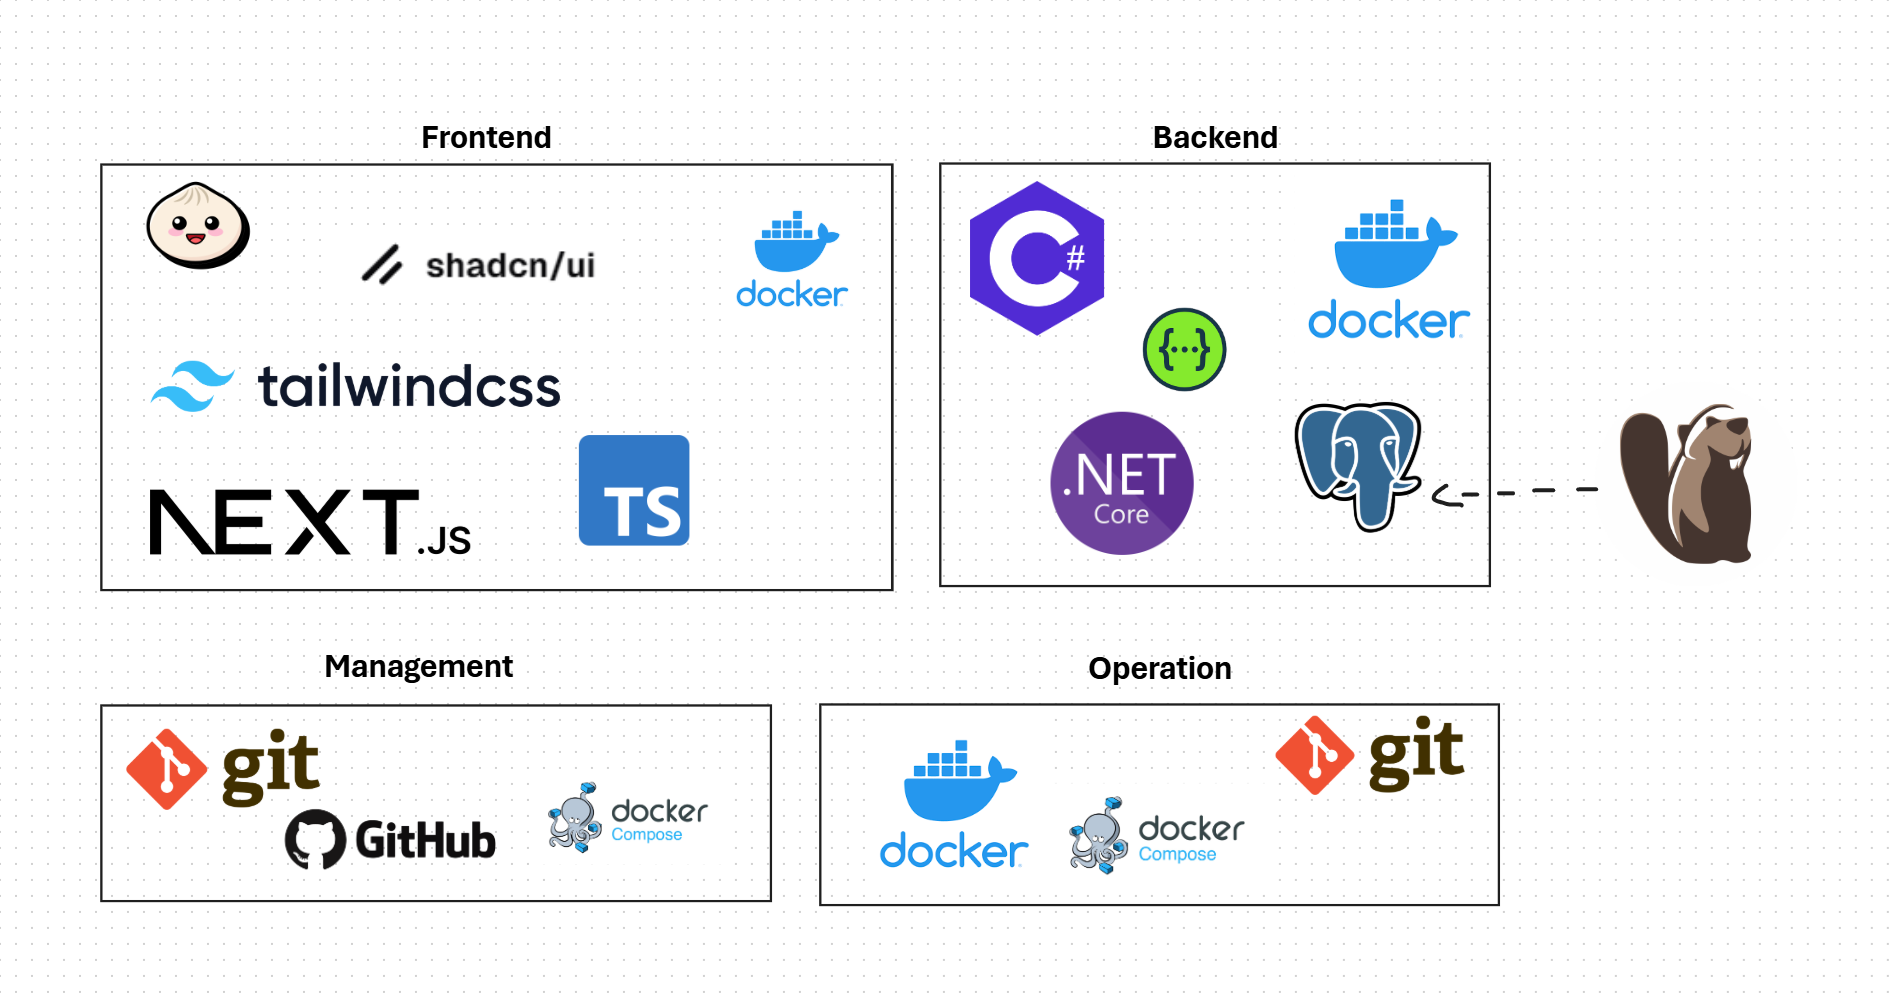 Frontend
shadcn/ui
docker
tailwindcss
NEXT.JS
TS
Backend
C#
docker
{...}
.NET
Core
Management
git
GitHub
docker
Compose
Operation
docker
docker
Compose
git